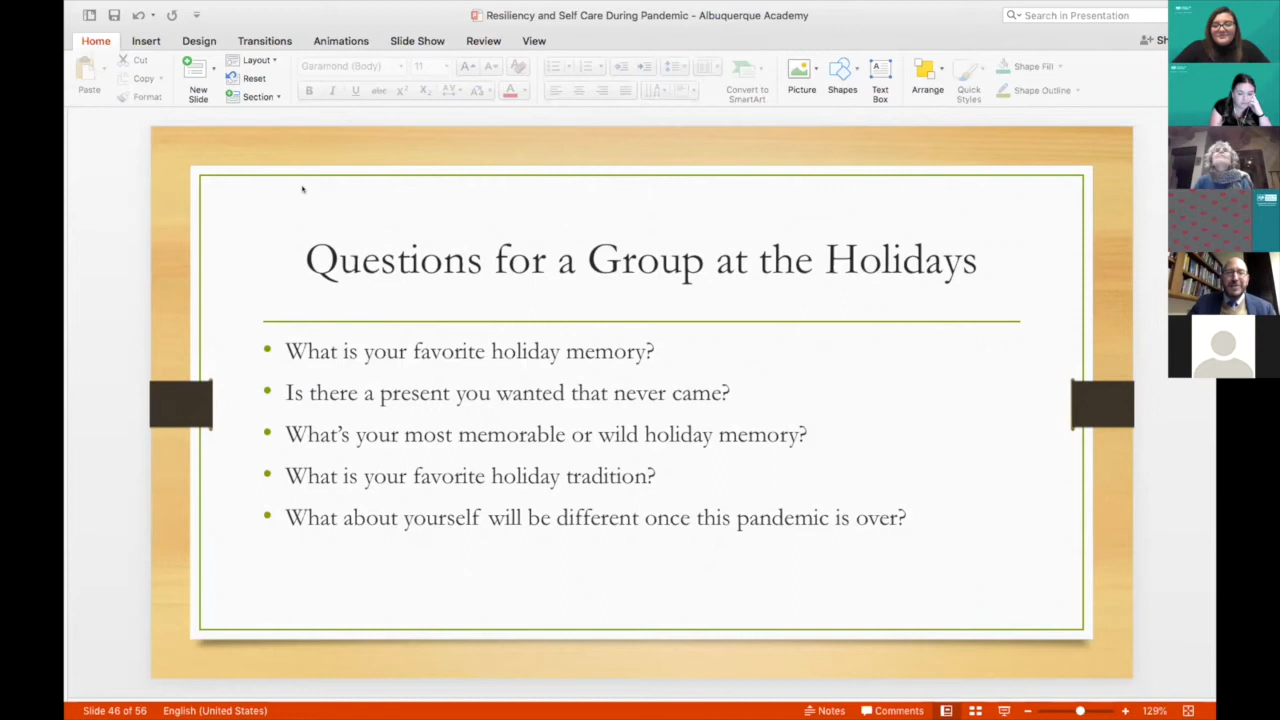 Resiliency and Self Care During Pandemic - Albuquerque Academy
Search in Presentation
Home Insert Design Transitions Animations Slide Show Review View
Paste
Cut
Copy
Format
New Slide
Layout
Reset
Section
Garamond (Body) 11
Convert to SmartArt
Picture
Shapes
Text Box
Arrange
Quick Styles
Shape Fill
Shape Outline
Questions for a Group at the Holidays
• What is your favorite holiday memory?
• Is there a present you wanted that never came?
• What's your most memorable or wild holiday memory?
• What is your favorite holiday tradition?
• What about yourself will be different once this pandemic is over?
Slide 46 of 56 English (United States) Notes Comments 129%